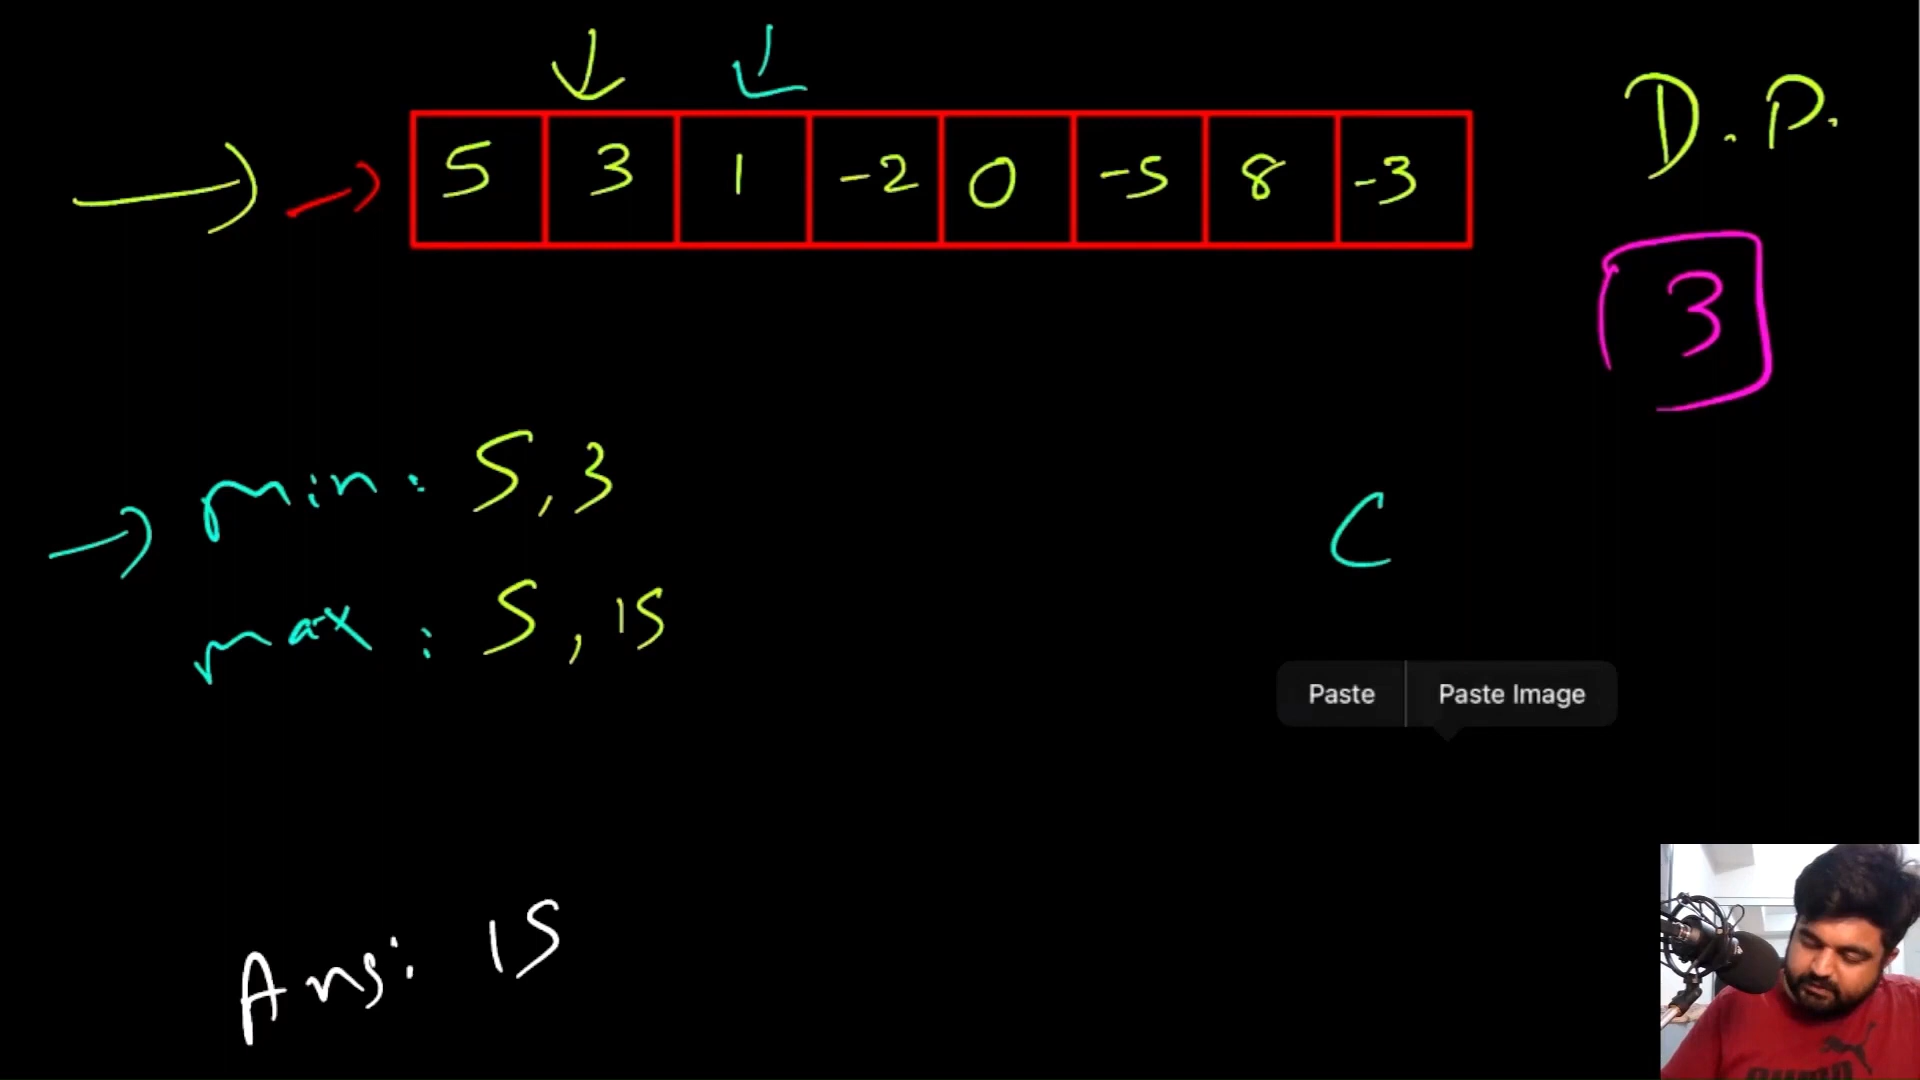 D.P.
5 3 1 -2 0 -5 8 -3
3
min: 5, 3
C
max: 5, 15
Paste Paste Image
Ans: 15